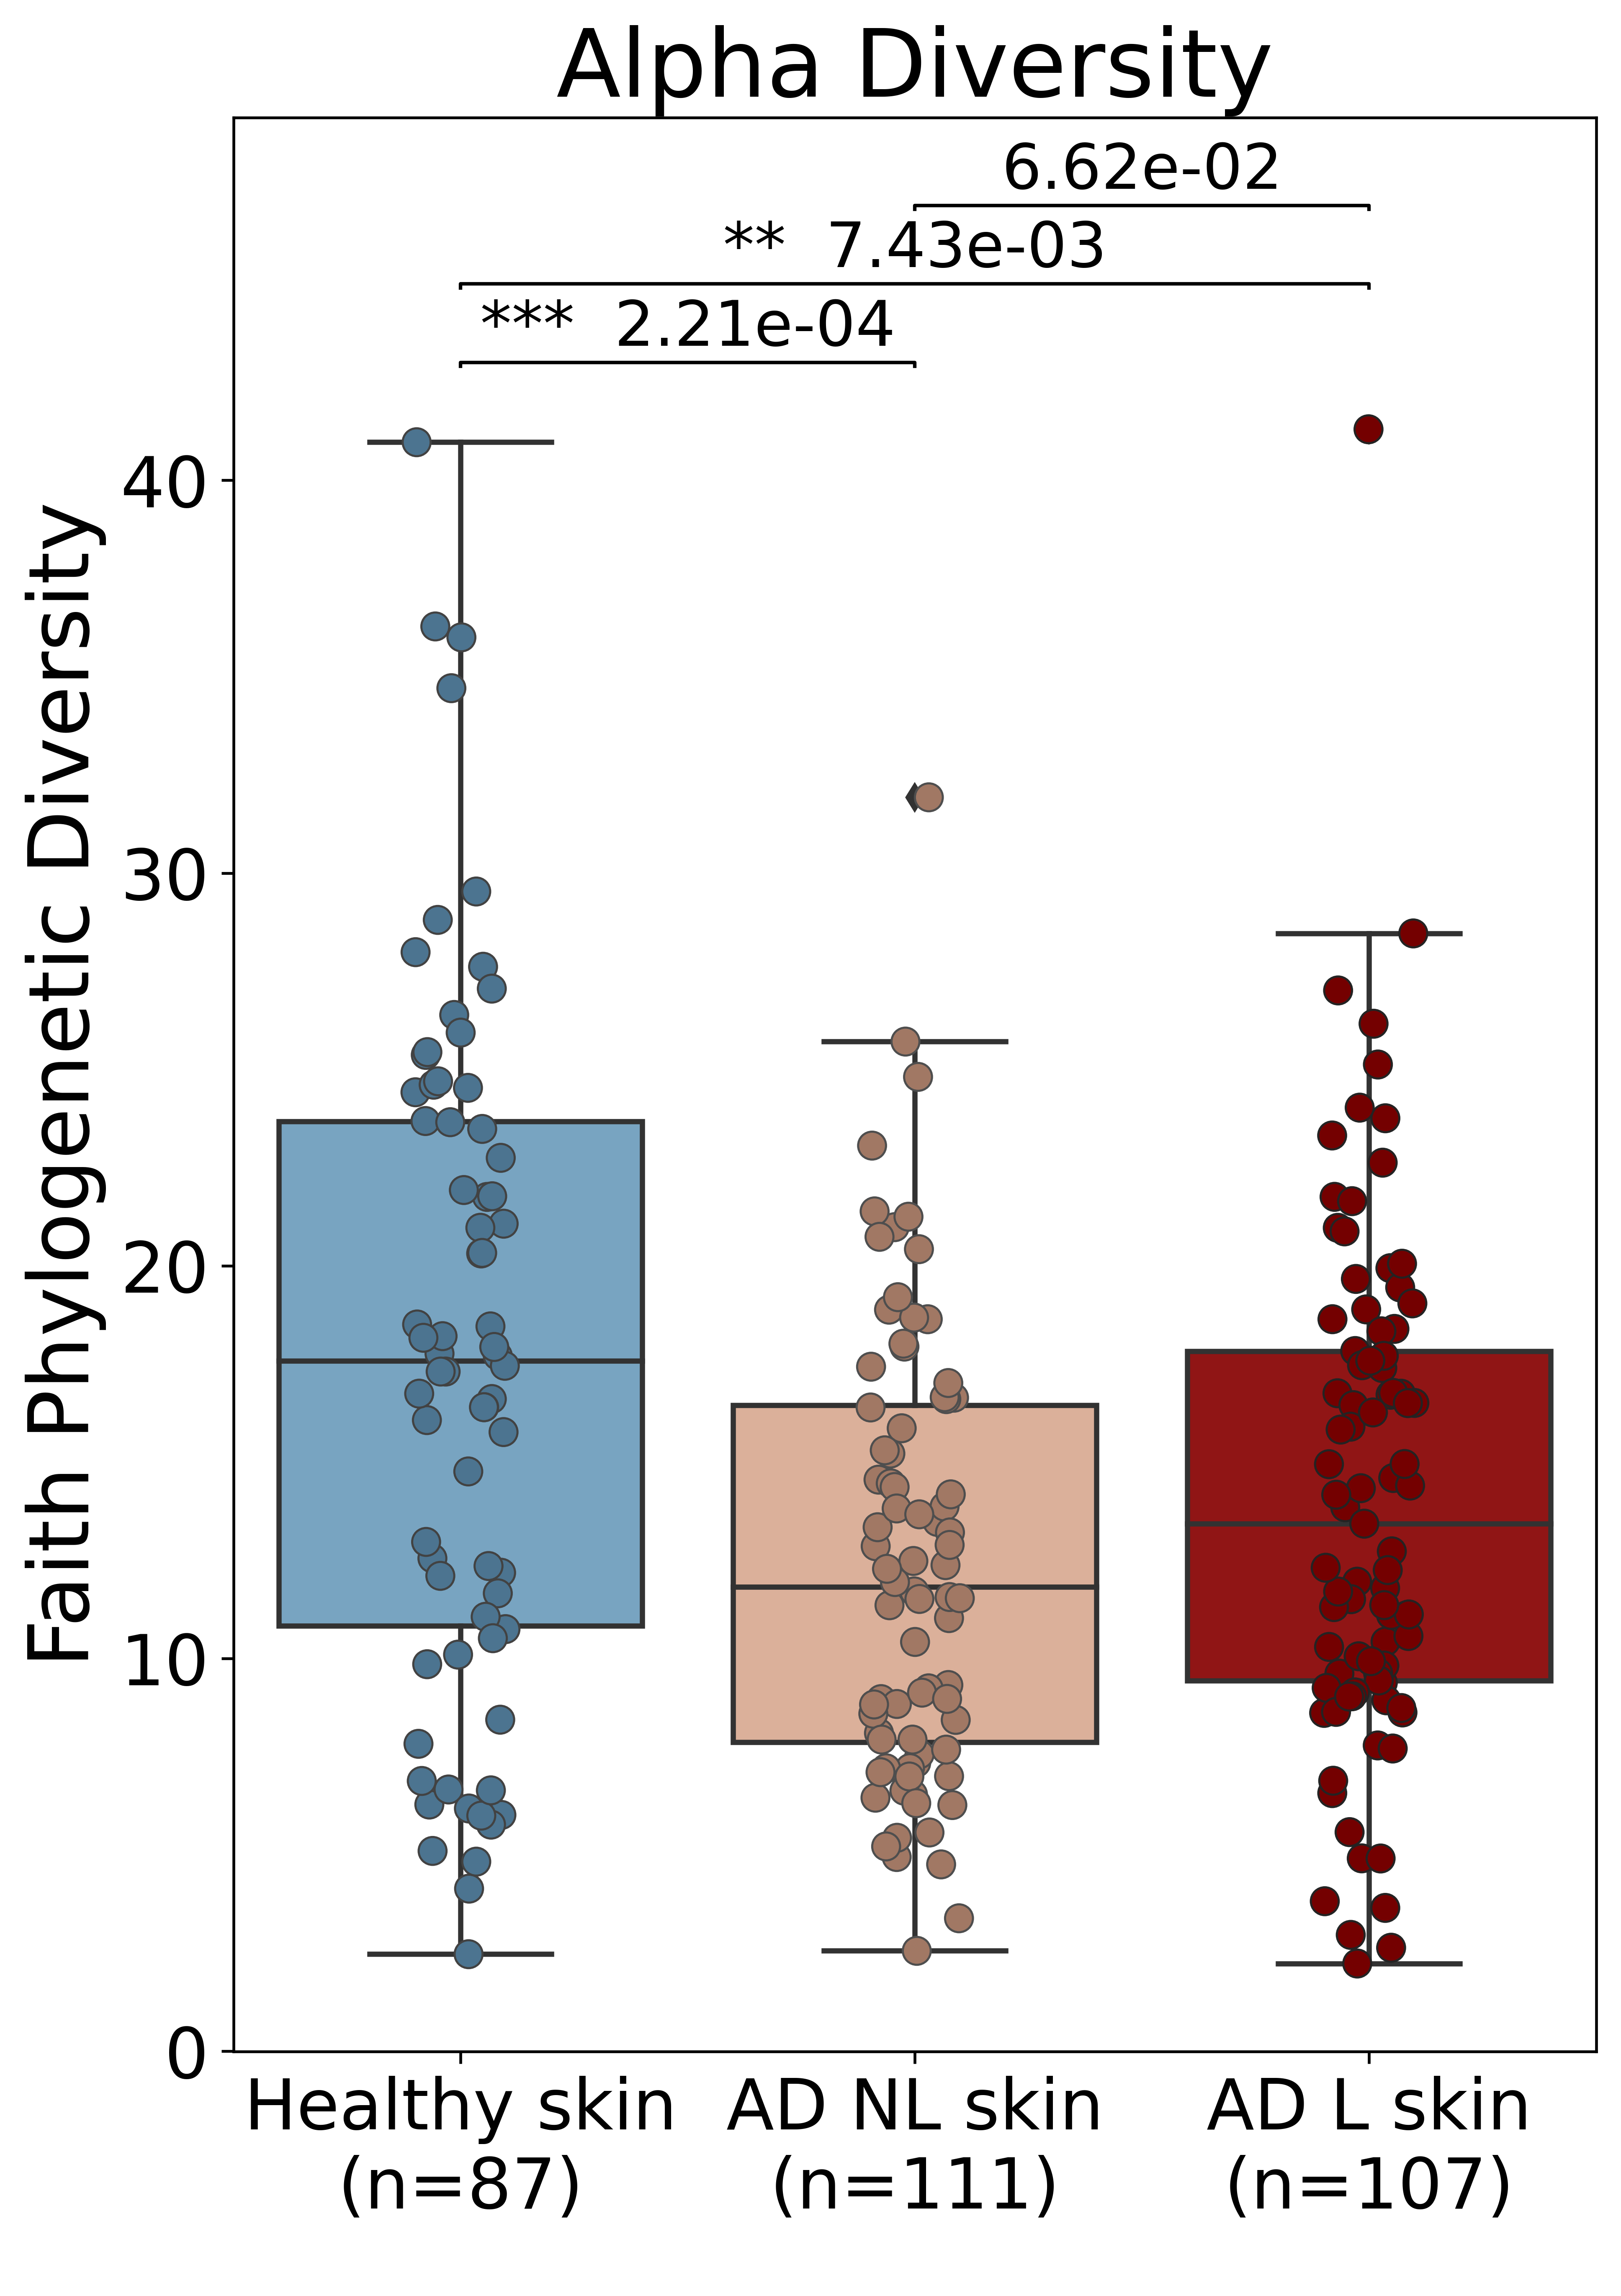 Alpha Diversity
6.62e-02
** 7.43e-03
*** 2.21e-04
Faith Phylogenetic Diversity
40
30
20
10
0
Healthy skin
(n=87)
AD NL skin
(n=111)
AD L skin
(n=107)